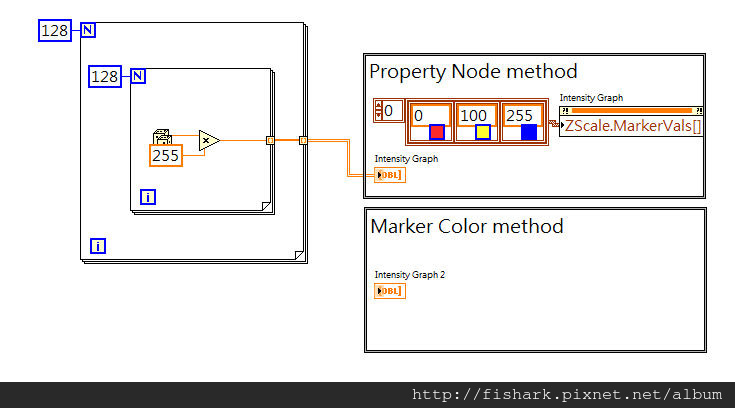 128
N
128
N
255
×
i
i
Property Node method
0
0
100
255
Intensity Graph
?!
?!
ZScale.MarkerVals[]
Intensity Graph
DBL]
Marker Color method
Intensity Graph 2
DBL]
http://fishark.pixnet.net/album